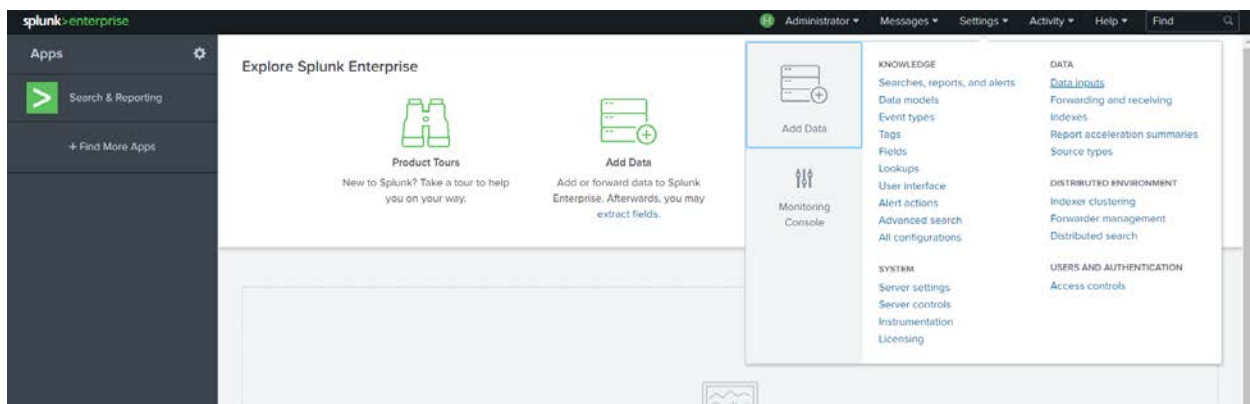 splunk>enterprise
H
Administrator
Messages
Settings
Activity
Help
Find
Apps
Search & Reporting
+ Find More Apps
Explore Splunk Enterprise
Product Tours
New to Splunk? Take a tour to help
you on your way.
Add Data
Add or forward data to Splunk
Enterprise. Afterwards, you may
extract fields.
Add Data
Monitoring
Console
KNOWLEDGE
Searches, reports, and alerts
Data models
Event types
Tags
Fields
Lookups
User interface
Alert actions
Advanced search
All configurations
SYSTEM
Server settings
Server controls
Instrumentation
Licensing
DATA
Data inputs
Forwarding and receiving
Indexes
Report acceleration summaries
Source types
DISTRIBUTED ENVIRONMENT
Indexer clustering
Forwarder management
Distributed search
USERS AND AUTHENTICATION
Access controls